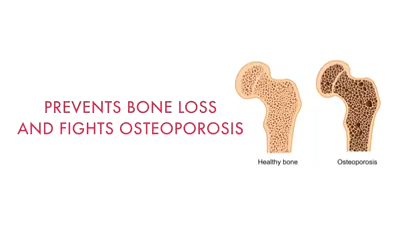 PREVENTS BONE LOSS
AND FIGHTS OSTEOPOROSIS
Healthy bone
Osteoporosis